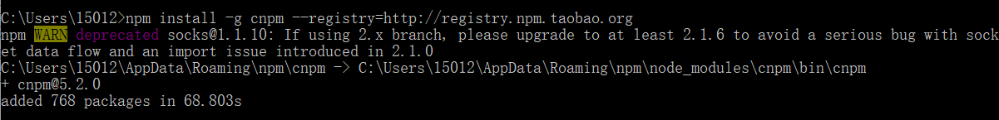 C:\Users\15012>npm install -g cnpm --registry=http://registry.npm.taobao.org
npm WARN deprecated socks@1.1.10: If using 2.x branch, please upgrade to at least 2.1.6 to avoid a serious bug with sock
et data flow and an import issue introduced in 2.1.0
C:\Users\15012\AppData\Roaming\npm\cnpm -> C:\Users\15012\AppData\Roaming\npm\node_modules\cnpm\bin\cnpm
+ cnpm@5.2.0
added 768 packages in 68.803s